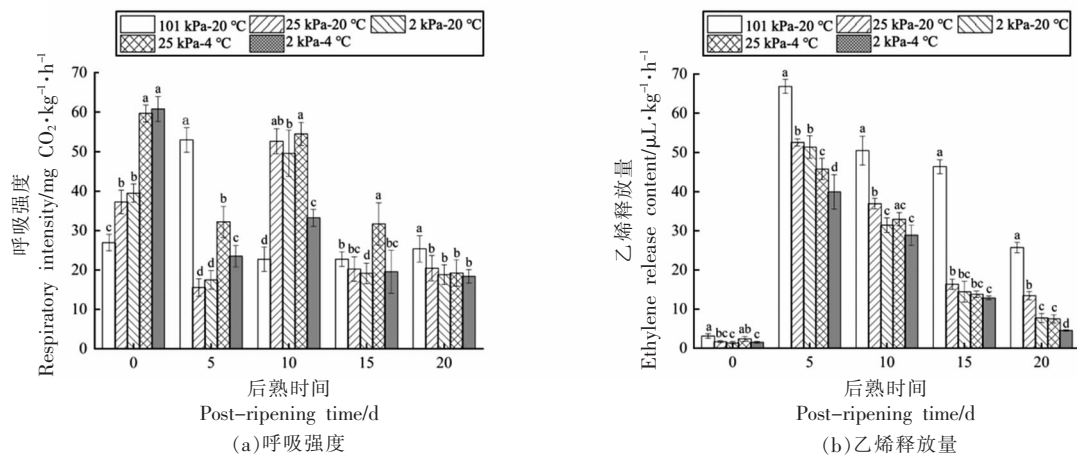 101 kPa-20 ℃ 25 kPa-20 ℃ 2 kPa-20 ℃
25 kPa-4 ℃ 2 kPa-4 ℃
呼吸强度
Respiratory intensity/mg CO₂·kg⁻¹·h⁻¹
70
60
50
40
30
20
10
0
c b b a a
a d d b c
d ab b a c
b bc c a bc
a b b b b
0 5 10 15 20
后熟时间
Post-ripening time/d
(a)呼吸强度
101 kPa-20 ℃ 25 kPa-20 ℃ 2 kPa-20 ℃
25 kPa-4 ℃ 2 kPa-4 ℃
乙烯释放量
Ethylene release content/μL·kg⁻¹·h⁻¹
70
60
50
40
30
20
10
0
a bc c ab c
a b b c d
a b c ac c
a b bc bc c
a b c c d
0 5 10 15 20
后熟时间
Post-ripening time/d
(b)乙烯释放量